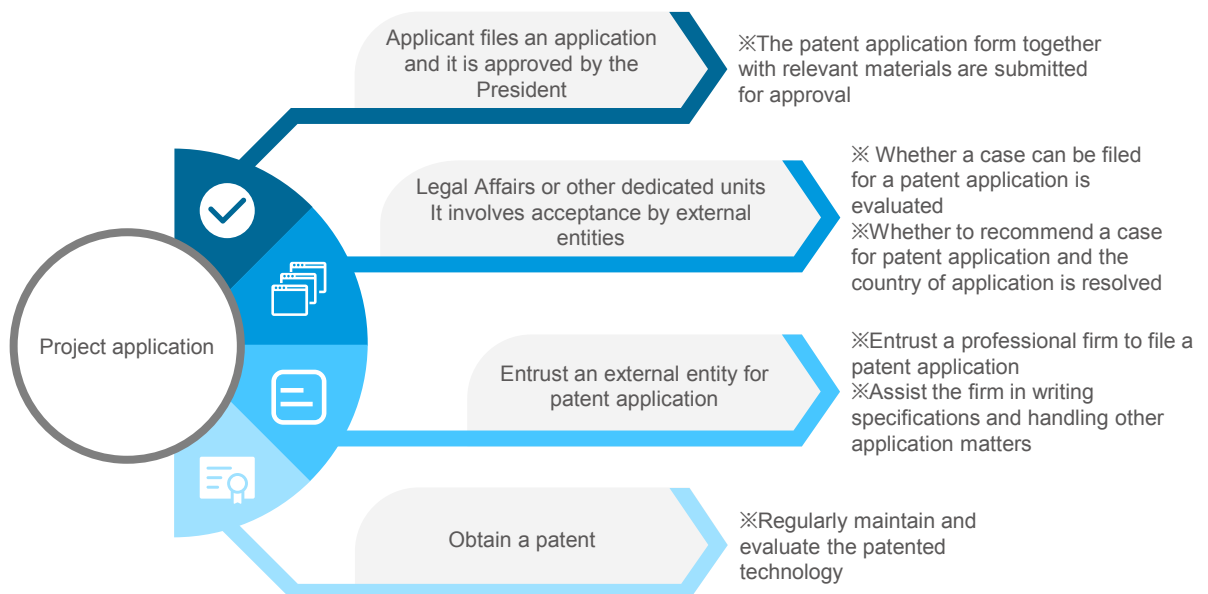 Applicant files an application
and it is approved by the
President
※The patent application form together
with relevant materials are submitted
for approval
Legal Affairs or other dedicated units
It involves acceptance by external
entities
※ Whether a case can be filed
for a patent application is
evaluated
※Whether to recommend a case
for patent application and the
country of application is resolved
Project application
Entrust an external entity for
patent application
※Entrust a professional firm to file a
patent application
※Assist the firm in writing
specifications and handling other
application matters
Obtain a patent
※Regularly maintain and
evaluate the patented
technology